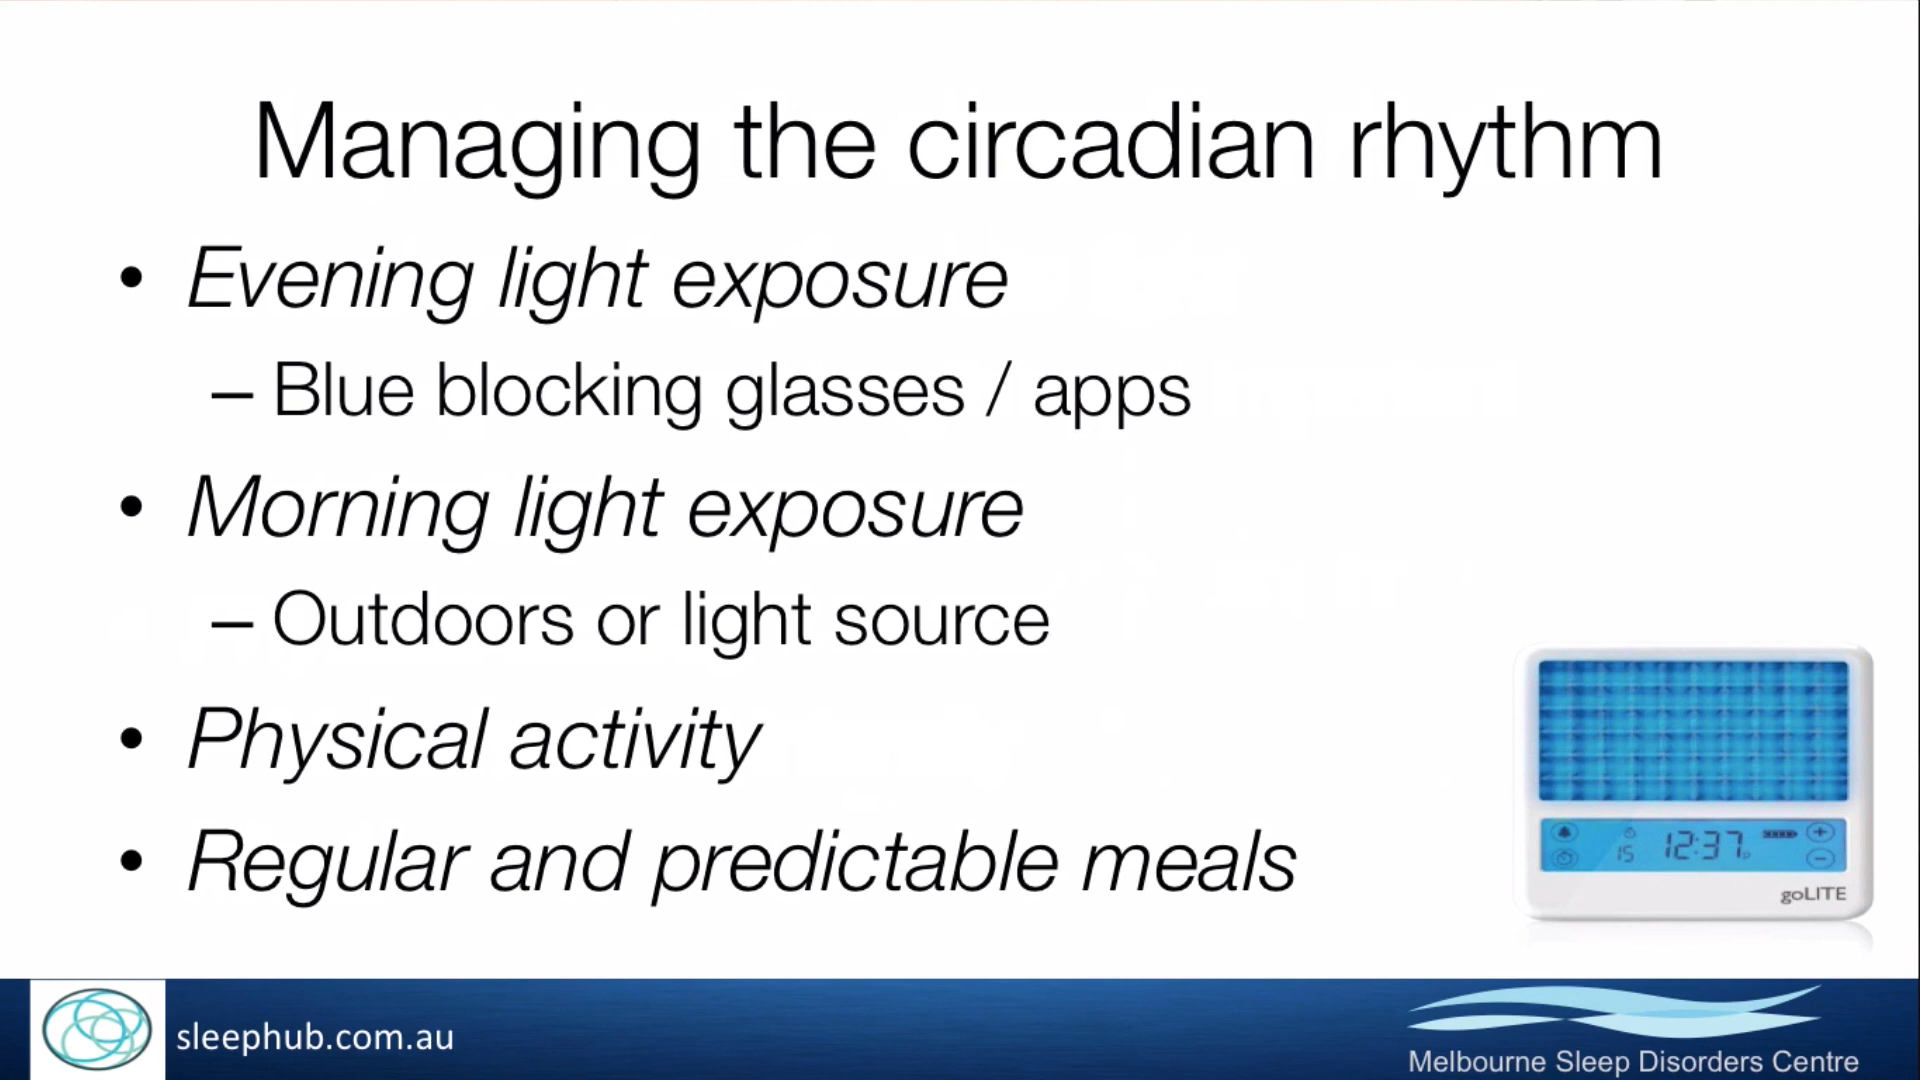 Managing the circadian rhythm
• Evening light exposure
– Blue blocking glasses / apps
• Morning light exposure
– Outdoors or light source
• Physical activity
• Regular and predictable meals
15 12:37
goLITE
sleephub.com.au
Melbourne Sleep Disorders Centre